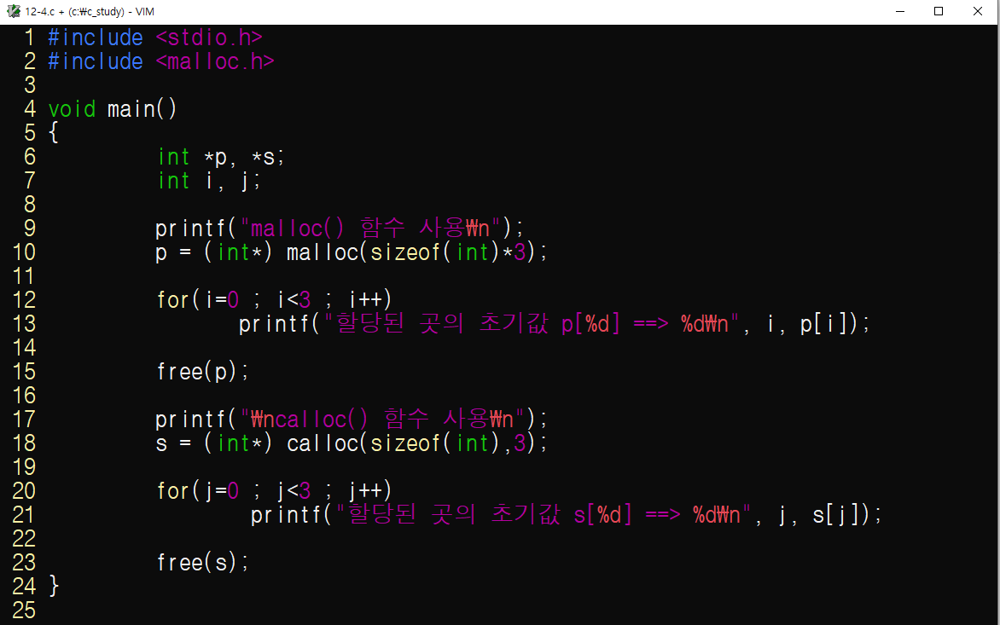 12-4.c + (c:₩c_study) - VIM
1 #include <stdio.h>
2 #include <malloc.h>
3
4 void main()
5 {
6 int *p, *s;
7 int i, j;
8
9 printf("malloc() 함수 사용₩n");
10 p = (int*) malloc(sizeof(int)*3);
11
12 for(i=0 ; i<3 ; i++)
13 printf("할당된 곳의 초기값 p[%d] ==> %d₩n", i, p[i]);
14
15 free(p);
16
17 printf("₩ncalloc() 함수 사용₩n");
18 s = (int*) calloc(sizeof(int),3);
19
20 for(j=0 ; j<3 ; j++)
21 printf("할당된 곳의 초기값 s[%d] ==> %d₩n", j, s[j]);
22
23 free(s);
24 }
25